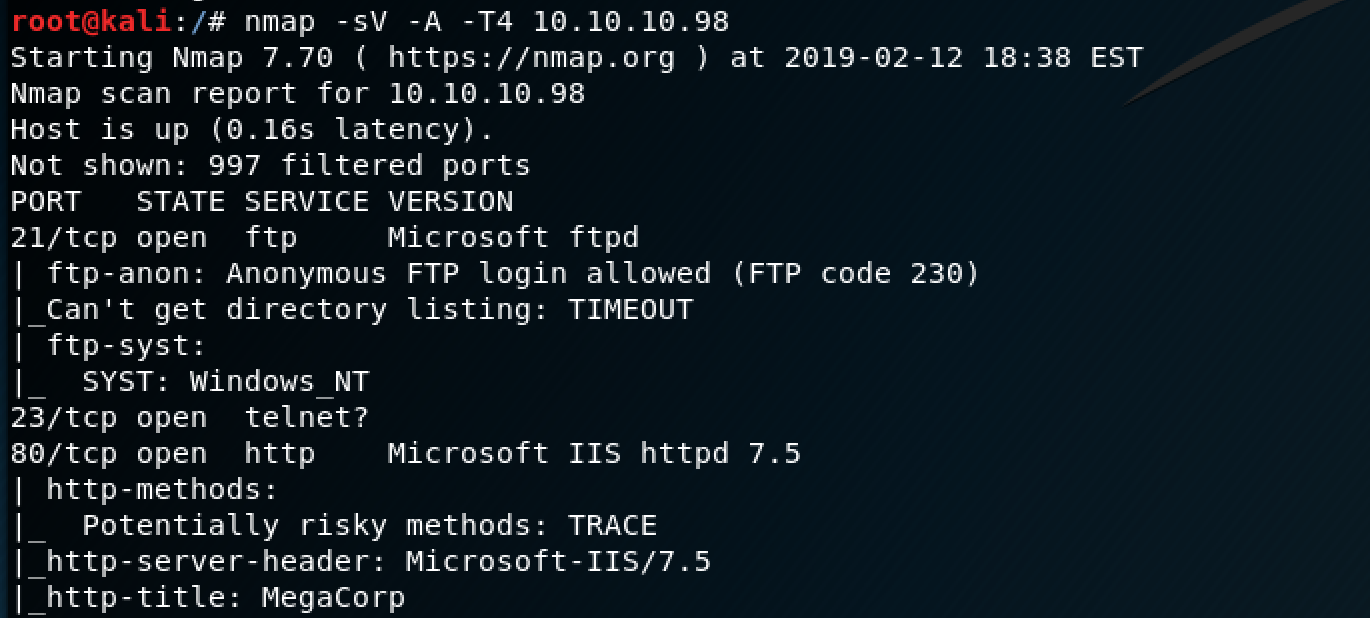 root@kali:/# nmap -sV -A -T4 10.10.10.98
Starting Nmap 7.70 ( https://nmap.org ) at 2019-02-12 18:38 EST
Nmap scan report for 10.10.10.98
Host is up (0.16s latency).
Not shown: 997 filtered ports
PORT   STATE SERVICE VERSION
21/tcp open  ftp     Microsoft ftpd
| ftp-anon: Anonymous FTP login allowed (FTP code 230)
|_Can't get directory listing: TIMEOUT
| ftp-syst:
|_  SYST: Windows_NT
23/tcp open  telnet?
80/tcp open  http    Microsoft IIS httpd 7.5
| http-methods:
|_  Potentially risky methods: TRACE
|_http-server-header: Microsoft-IIS/7.5
|_http-title: MegaCorp